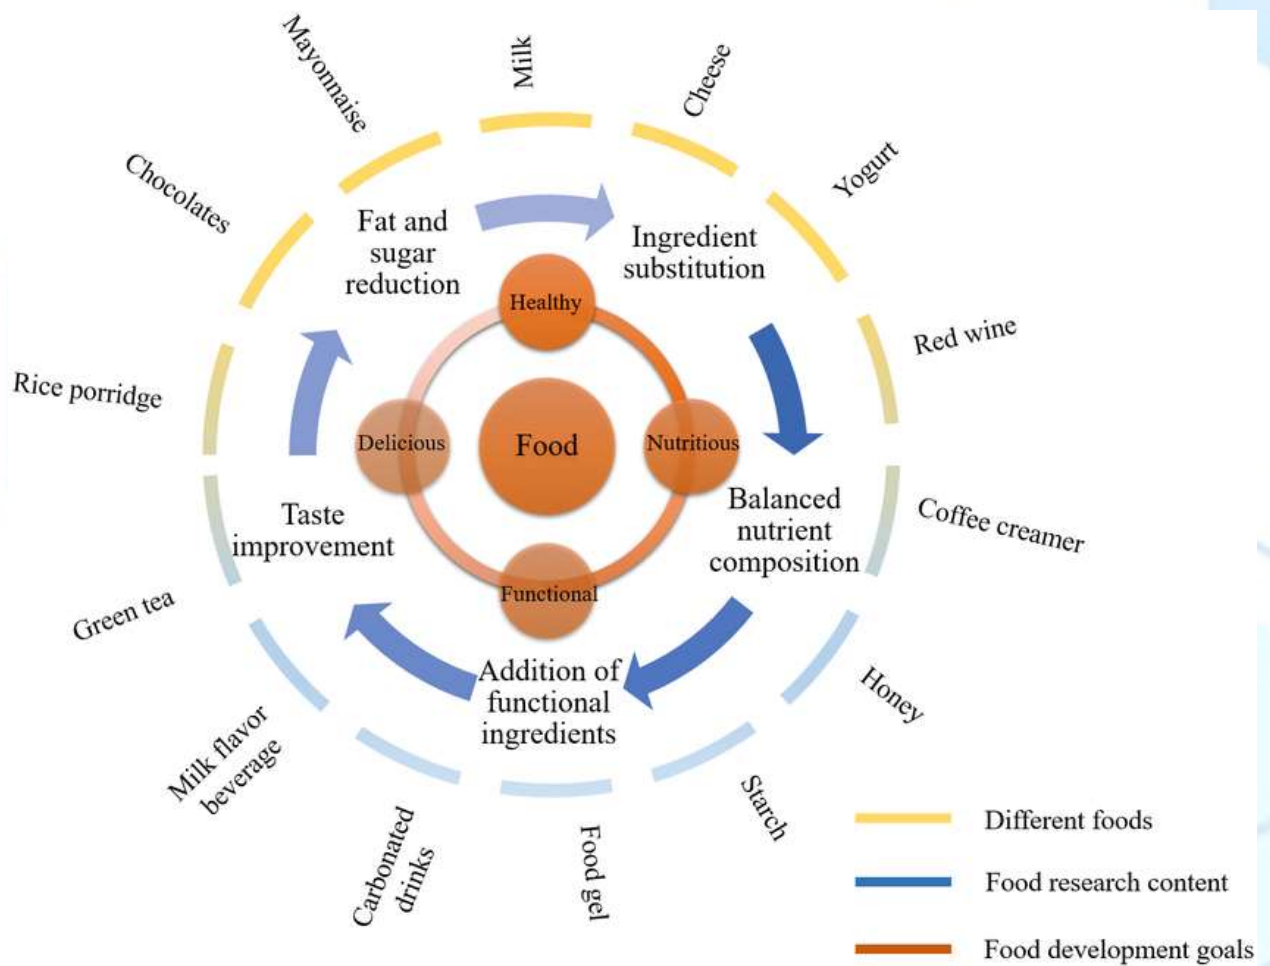 Milk
Cheese
Yogurt
Red wine
Coffee creamer
Honey
Starch
Food gel
Carbonated
drinks
Milk flavor
beverage
Green tea
Rice porridge
Chocolates
Mayonnaise
Fat and
sugar
reduction
Ingredient
substitution
Balanced
nutrient
composition
Addition of
functional
ingredients
Taste
improvement
Healthy
Nutritious
Functional
Delicious
Food
Different foods
Food research content
Food development goals